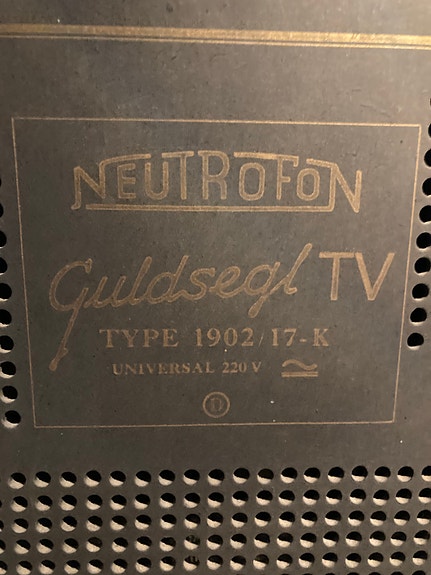 NEUTROFON
Guldsegl TV
TYPE 1902/17-K
UNIVERSAL 220 V ≂
D